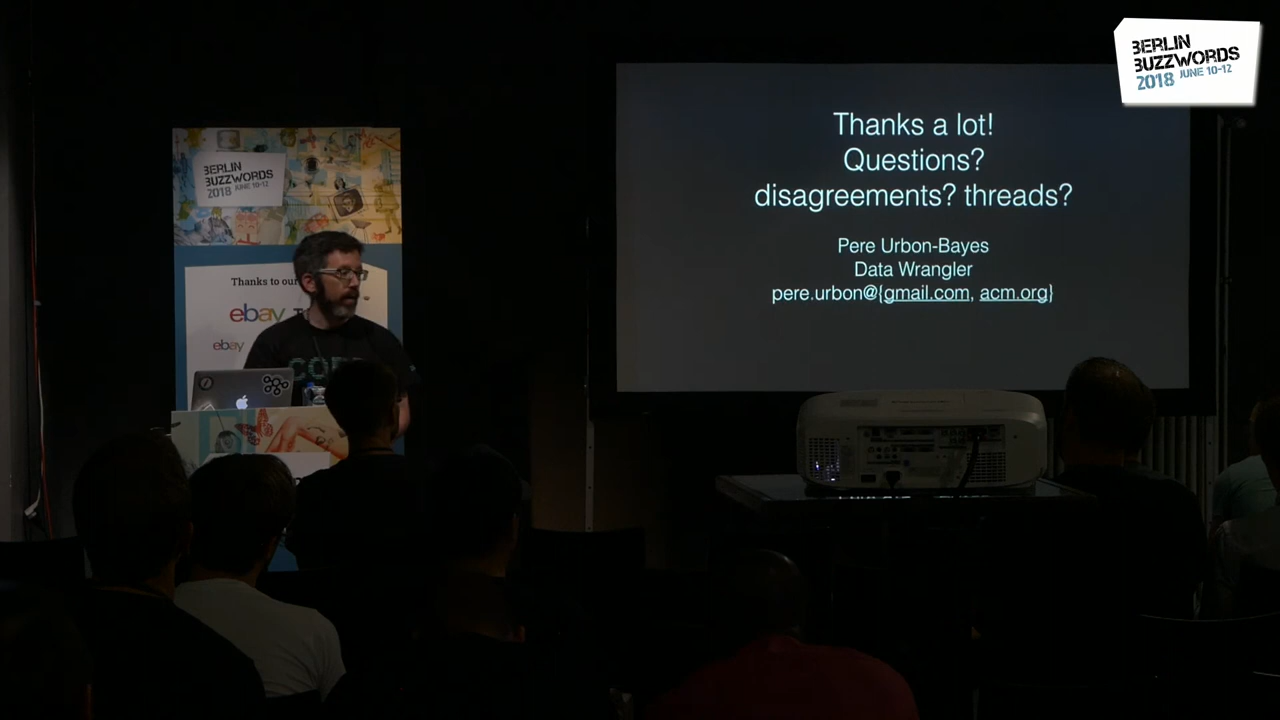 BERLIN
BUZZWORDS
2018 JUNE 10-12
Thanks a lot!
Questions?
disagreements? threads?
Pere Urbon-Bayes
Data Wrangler
pere.urbon@{gmail.com, acm.org}
BERLIN
BUZZWORDS
2018 JUNE 10-12
Thanks to our
ebay
ebay